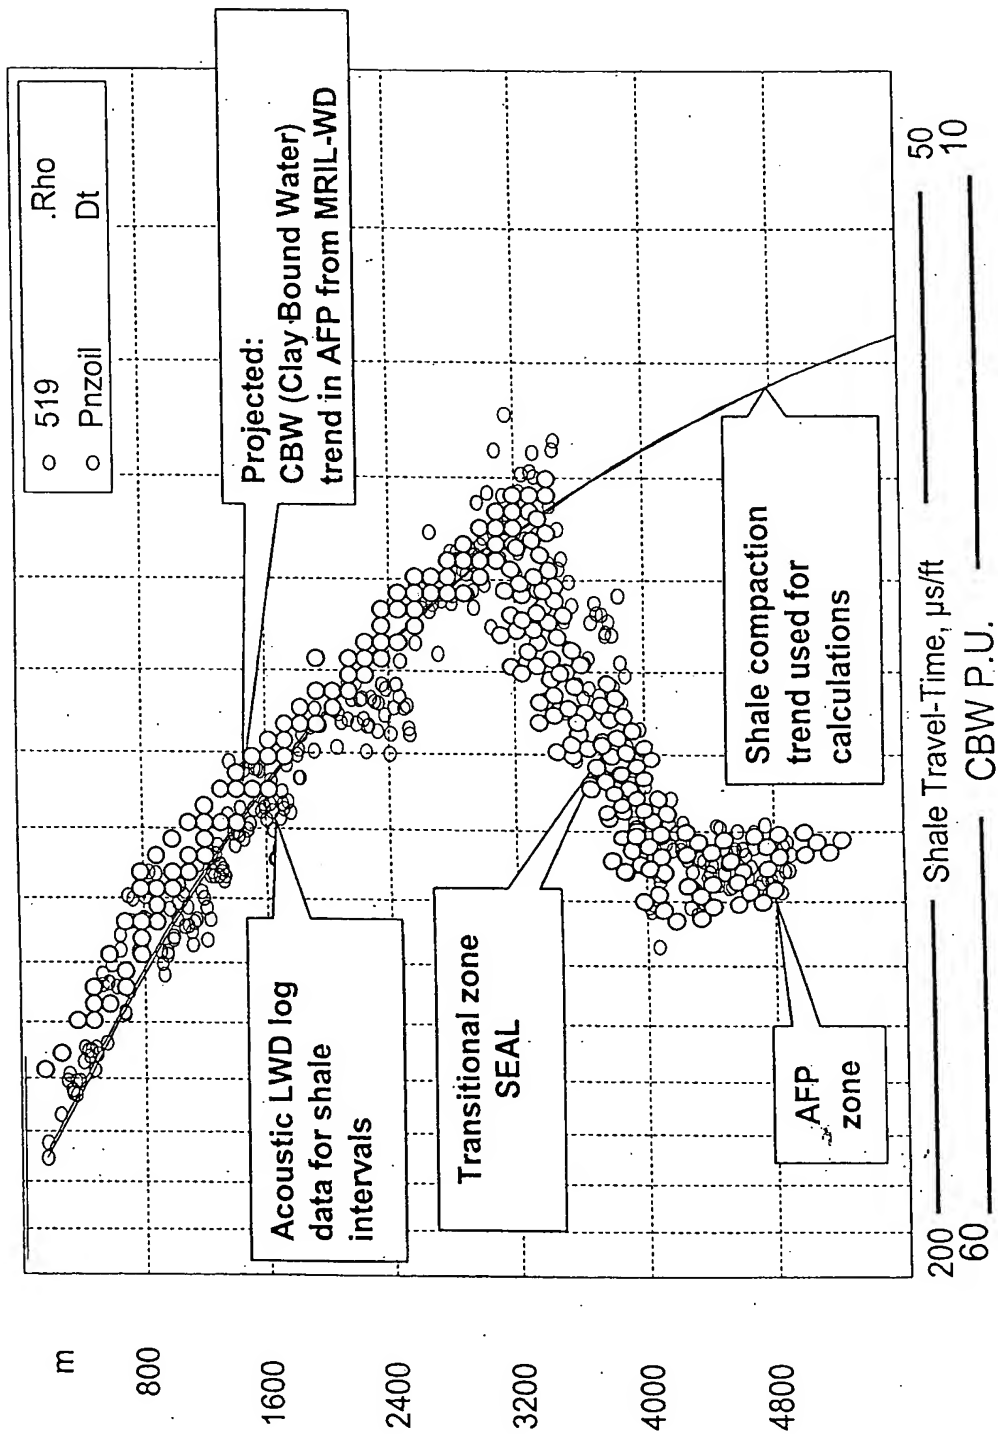 519 .Rho
Pnzoil Dt
Projected:
CBW (Clay Bound Water)
trend in AFP from MRIL-WD
Acoustic LWD log
data for shale
intervals
Transitional zone
SEAL
Shale compaction
trend used for
calculations
AFP
zone
m
800
1600
2400
3200
4000
4800
200 Shale Travel-Time, µs/ft 50
60 CBW P.U. 10